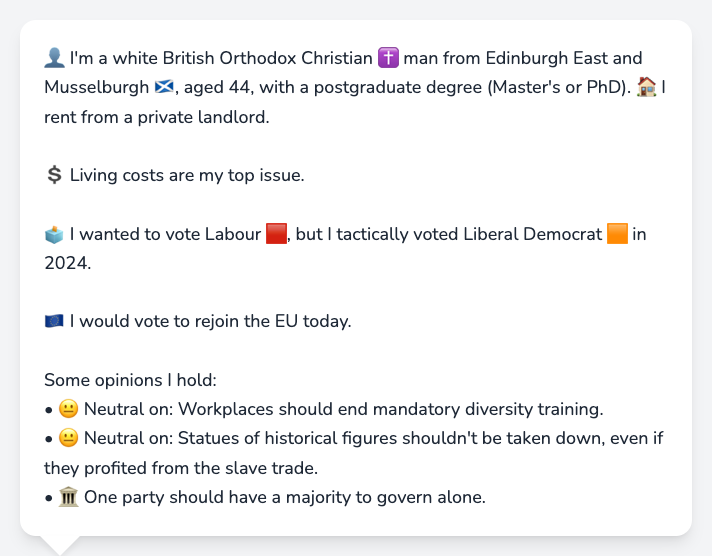 👤 I'm a white British Orthodox Christian ✝️ man from Edinburgh East and
Musselburgh 🏴󠁧󠁢󠁳󠁣󠁴󠁿, aged 44, with a postgraduate degree (Master's or PhD). 🏠 I
rent from a private landlord.
💲 Living costs are my top issue.
🗳️ I wanted to vote Labour 🟥, but I tactically voted Liberal Democrat 🟧 in
2024.
🇪🇺 I would vote to rejoin the EU today.
Some opinions I hold:
• 😐 Neutral on: Workplaces should end mandatory diversity training.
• 😐 Neutral on: Statues of historical figures shouldn't be taken down, even if
they profited from the slave trade.
• 🏛️ One party should have a majority to govern alone.